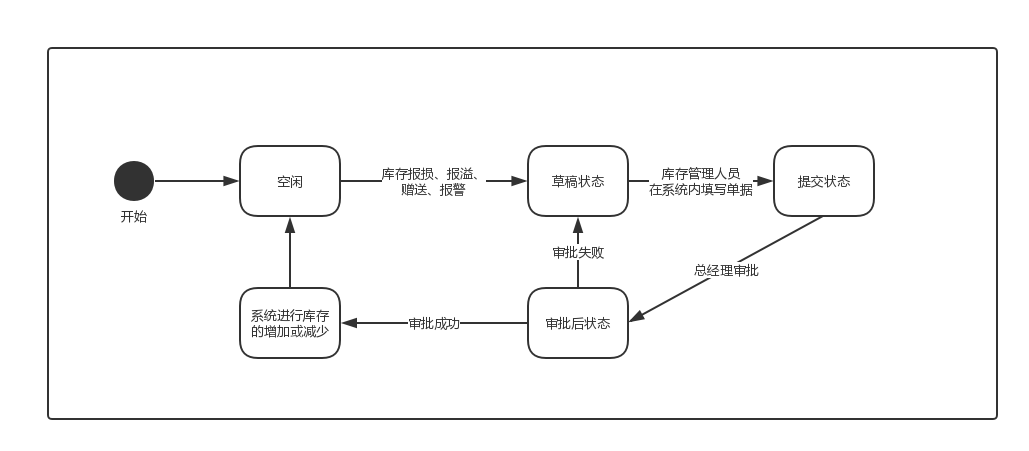 库存报损、报溢、
赠送、报警
库存管理人员
在系统内填写单据
空闲
草稿状态
提交状态
开始
审批失败
总经理审批
系统进行库存
的增加或减少
审批成功
审批后状态